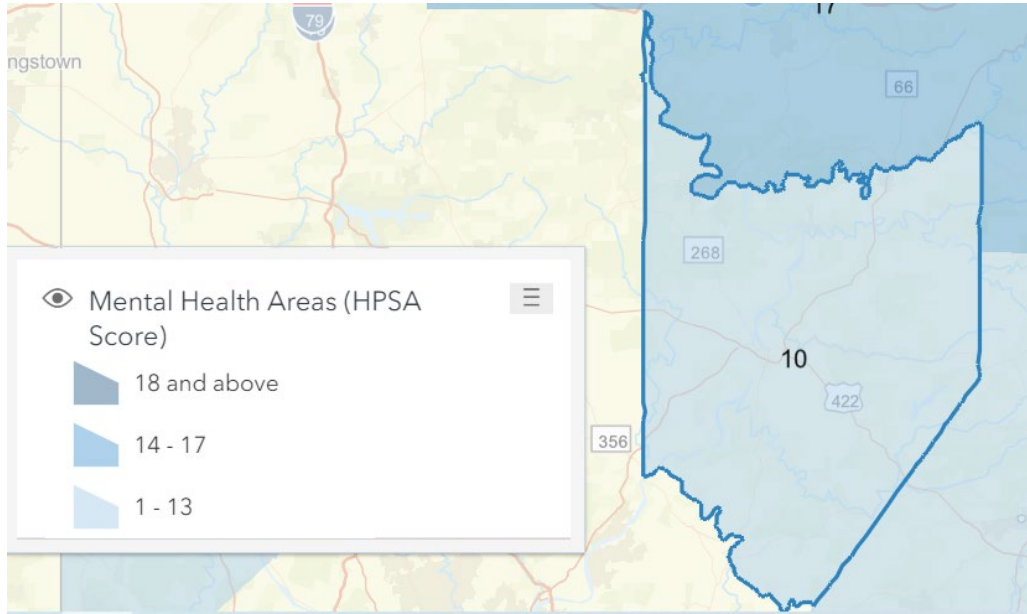 79
17
ngstown
66
268
Mental Health Areas (HPSA
Score)
18 and above
10
422
14 - 17
356
1 - 13